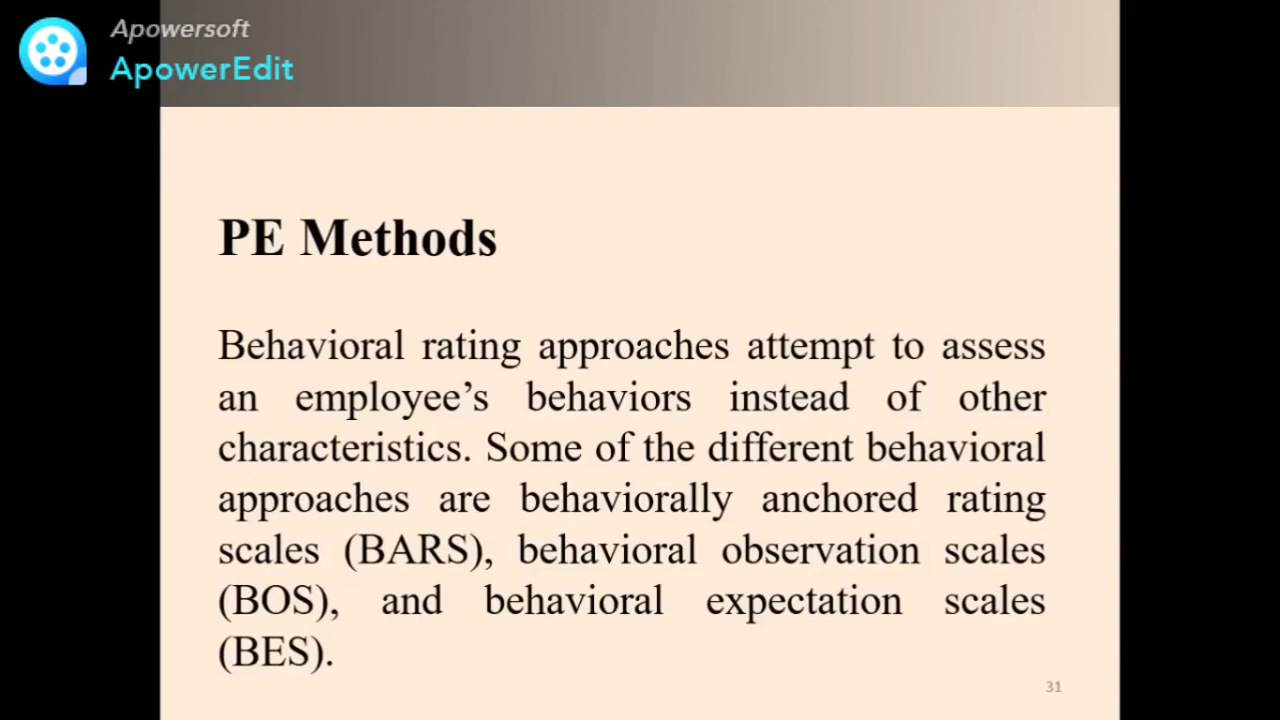 Apowersoft
ApowerEdit
PE Methods
Behavioral rating approaches attempt to assess
an employee’s behaviors instead of other
characteristics. Some of the different behavioral
approaches are behaviorally anchored rating
scales (BARS), behavioral observation scales
(BOS), and behavioral expectation scales
(BES).
31